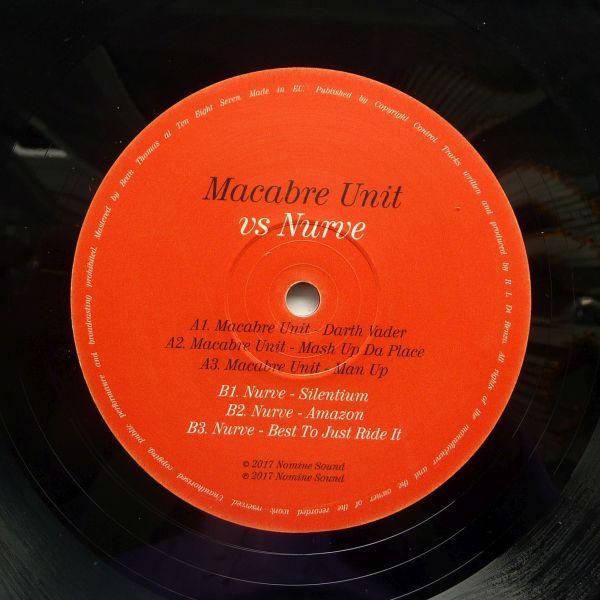 Macabre Unit
vs Nurve
A1. Macabre Unit - Darth Vader
A2. Macabre Unit - Mash Up Da Place
A3. Macabre Unit - Man Up
B1. Nurve - Silentium
B2. Nurve - Amazon
B3. Nurve - Best To Just Ride It
© 2017 Nomine Sound
℗ 2017 Nomine Sound
Unauthorised copying, public performance and broadcasting prohibited. Mastered by Beau Thomas at Ten Eight Seven. Made in EU. Published by Copyright Control. Tracks written and produced by All rights of the manufacturer and the owner of the recorded work reserved.